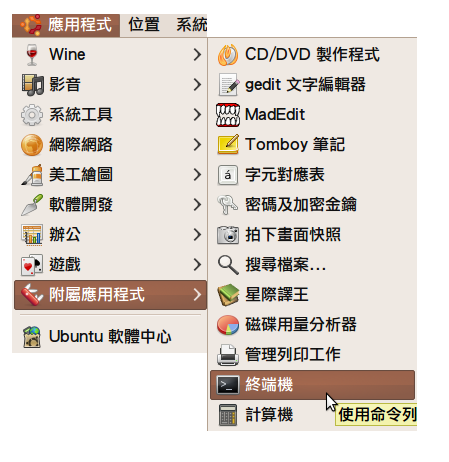 應用程式 位置 系統
Wine
影音
系統工具
網際網路
美工繪圖
軟體開發
辦公
遊戲
附屬應用程式
Ubuntu 軟體中心
CD/DVD 製作程式
gedit 文字編輯器
MadEdit
Tomboy 筆記
字元對應表
密碼及加密金鑰
拍下畫面快照
搜尋檔案...
星際譯王
磁碟用量分析器
管理列印工作
終端機
計算機
使用命令列